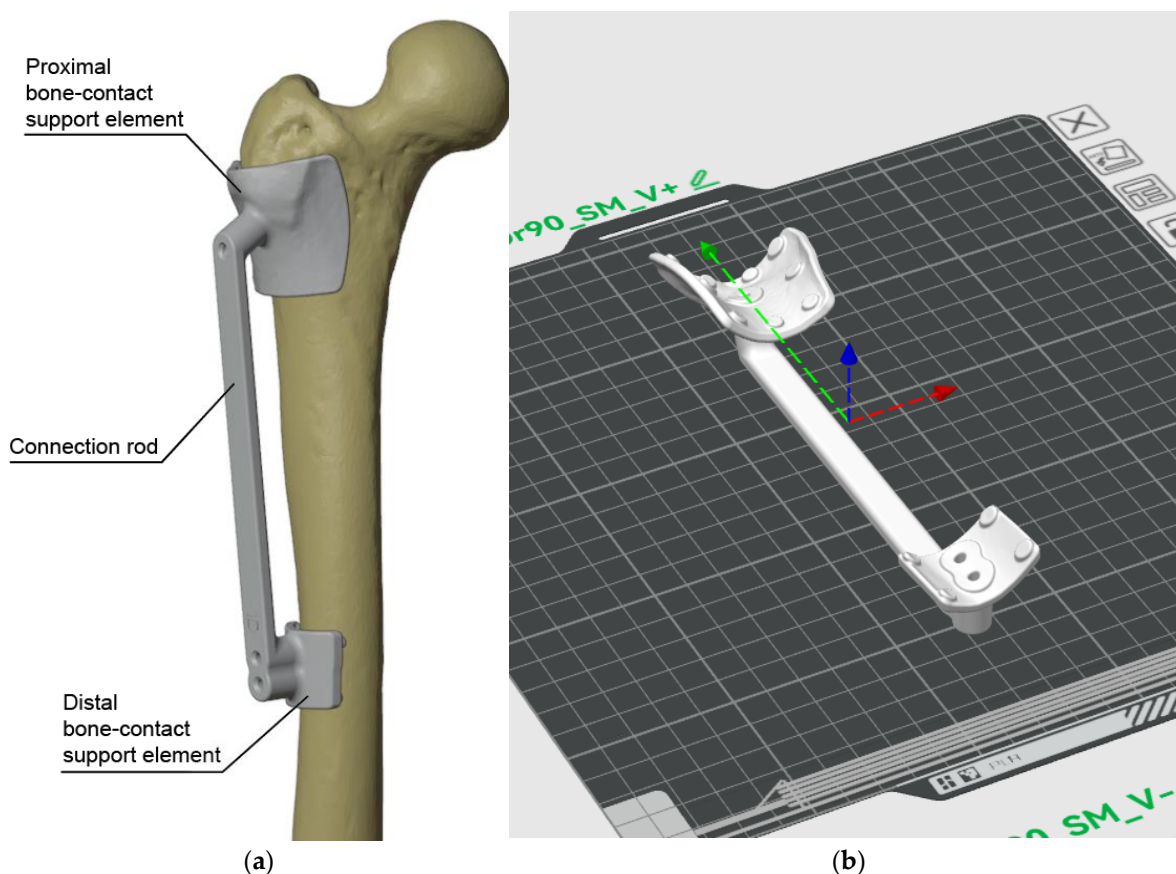 Proximal
bone-contact
support element
Connection rod
Distal
bone-contact
support element
r90_SM_V+
0_SM_V-
(a)
(b)